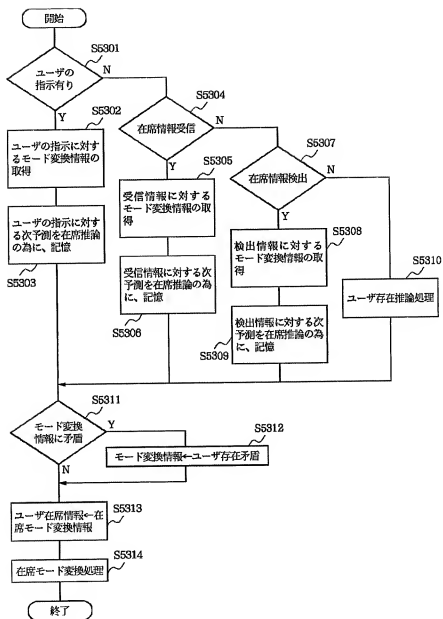 開始
S5301
ユーザの
指示有り
N
Y
S5302
ユーザの指示に対す
るモード変換情報の
取得
ユーザの指示に対す
る次予測を在席推論
の為に、記憶
S5303
S5304
在席情報受信
N
Y
S5305
受信情報に対する
モード変換情報の取
得
受信情報に対する次
予測を在席推論の為
に、記憶
S5306
S5307
在席情報検出
N
Y
S5308
検出情報に対する
モード変換情報の取
得
検出情報に対する次
予測を在席推論の為
に、記憶
S5309
S5310
ユーザ存在推論処理
S5311
モード変換
情報に矛盾
Y
N
S5312
モード変換情報←ユーザ存在矛盾
S5313
ユーザ在席情報←在
席モード変換情報
S5314
在席モード変換処理
終了